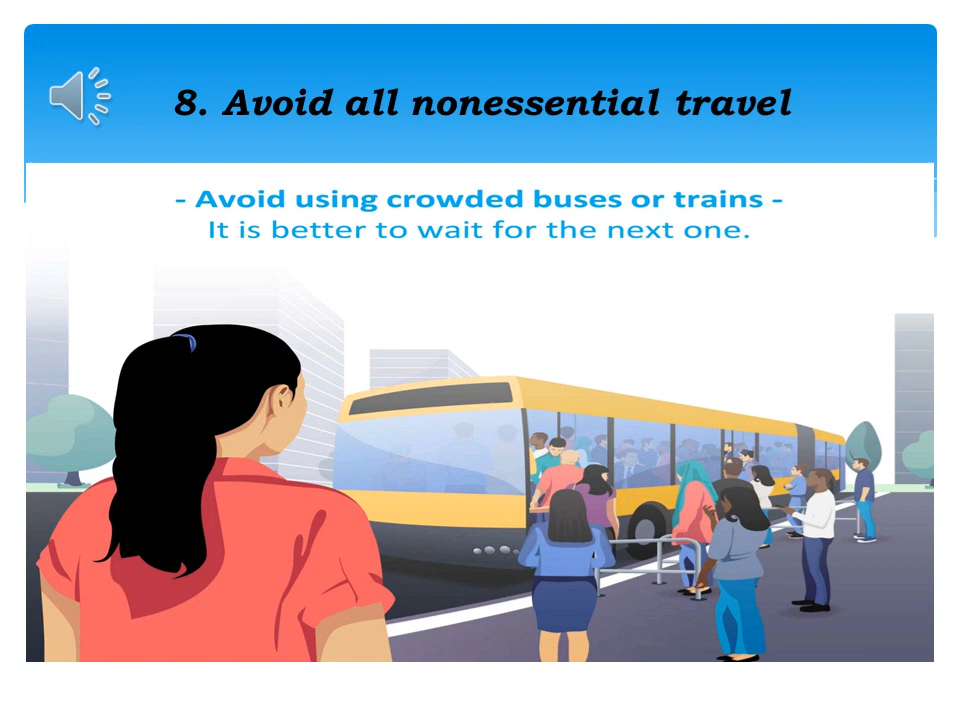 8. Avoid all nonessential travel
- Avoid using crowded buses or trains -
It is better to wait for the next one.